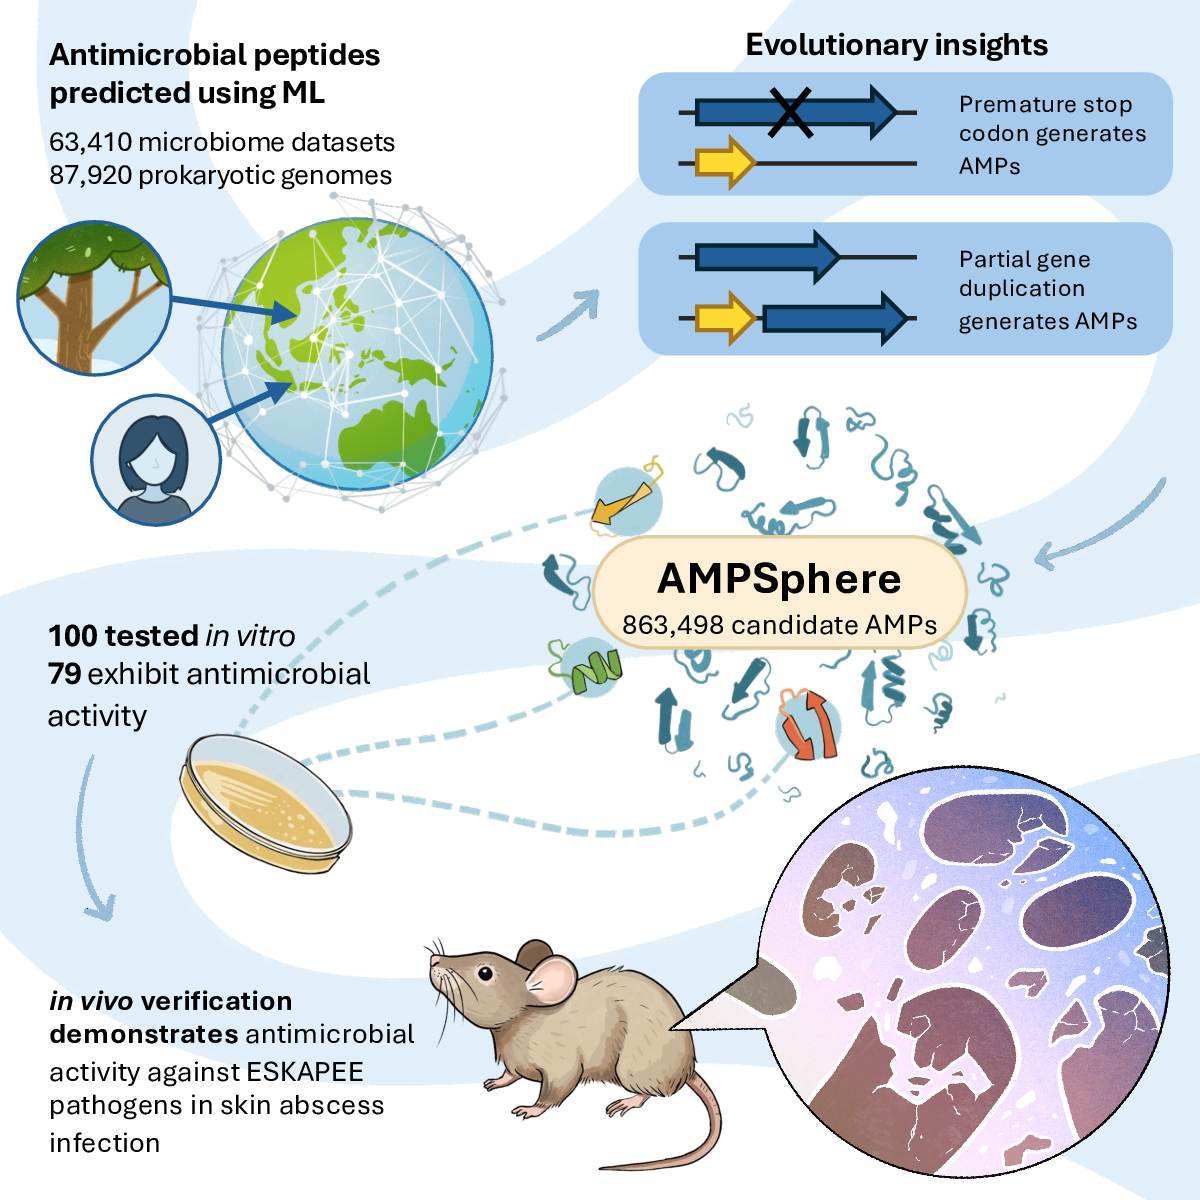 Antimicrobial peptides
predicted using ML
63,410 microbiome datasets
87,920 prokaryotic genomes
Evolutionary insights
Premature stop
codon generates
AMPs
Partial gene
duplication
generates AMPs
AMPSphere
863,498 candidate AMPs
100 tested in vitro
79 exhibit antimicrobial
activity
in vivo verification
demonstrates antimicrobial
activity against ESKAPEE
pathogens in skin abscess
infection